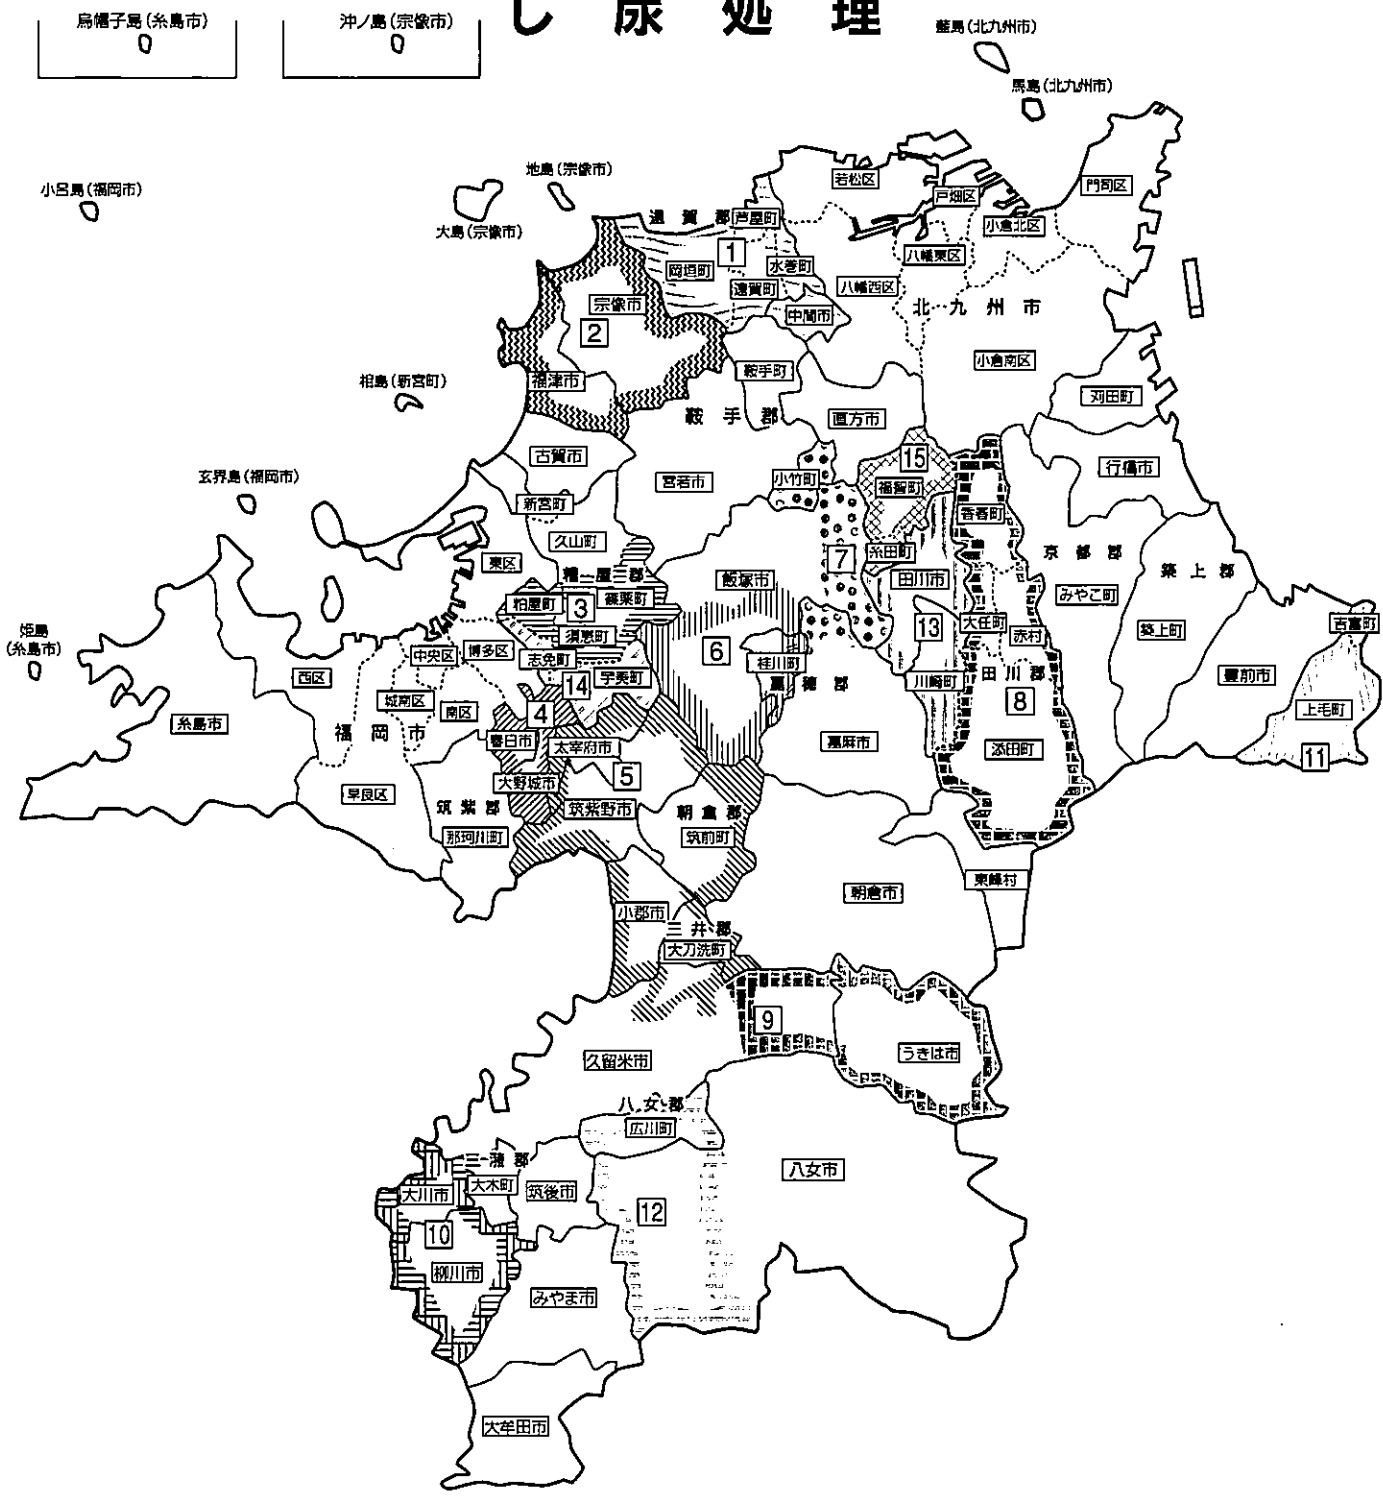 し尿処理
烏帽子島(糸島市)
沖ノ島(宗像市)
藍島(北九州市)
馬島(北九州市)
小呂島(福岡市)
地島(宗像市)
大島(宗像市)
若松区
戸畑区
門司区
遠賀郡
芦屋町
小倉北区
1
岡垣町
水巻町
八幡東区
遠賀町
八幡西区
宗像市
中間市
北九州市
2
小倉南区
相島(新宮町)
福津市
鞍手町
苅田町
鞍手郡
直方市
古賀市
15
行橋市
玄界島(福岡市)
宮若市
小竹町
福智町
新宮町
香春町
久山町
京都郡
東区
7
糸田町
築上郡
糟屋郡
飯塚市
田川市
みやこ町
粕屋町
3
篠栗町
姫島
(糸島市)
須恵町
13
大任町
赤村
築上町
吉富町
中央区
博多区
志免町
6
桂川町
西区
宇美町
14
嘉穂郡
川崎町
田川郡
豊前市
城南区
南区
4
8
上毛町
糸島市
福岡市
春日市
太宰府市
嘉麻市
添田町
11
大野城市
5
早良区
筑紫郡
筑紫野市
朝倉郡
那珂川町
筑前町
東峰村
朝倉市
小郡市
三井郡
大刀洗町
9
久留米市
うきは市
八女郡
広川町
三潴郡
八女市
大川市
大木町
筑後市
12
10
柳川市
みやま市
大牟田市